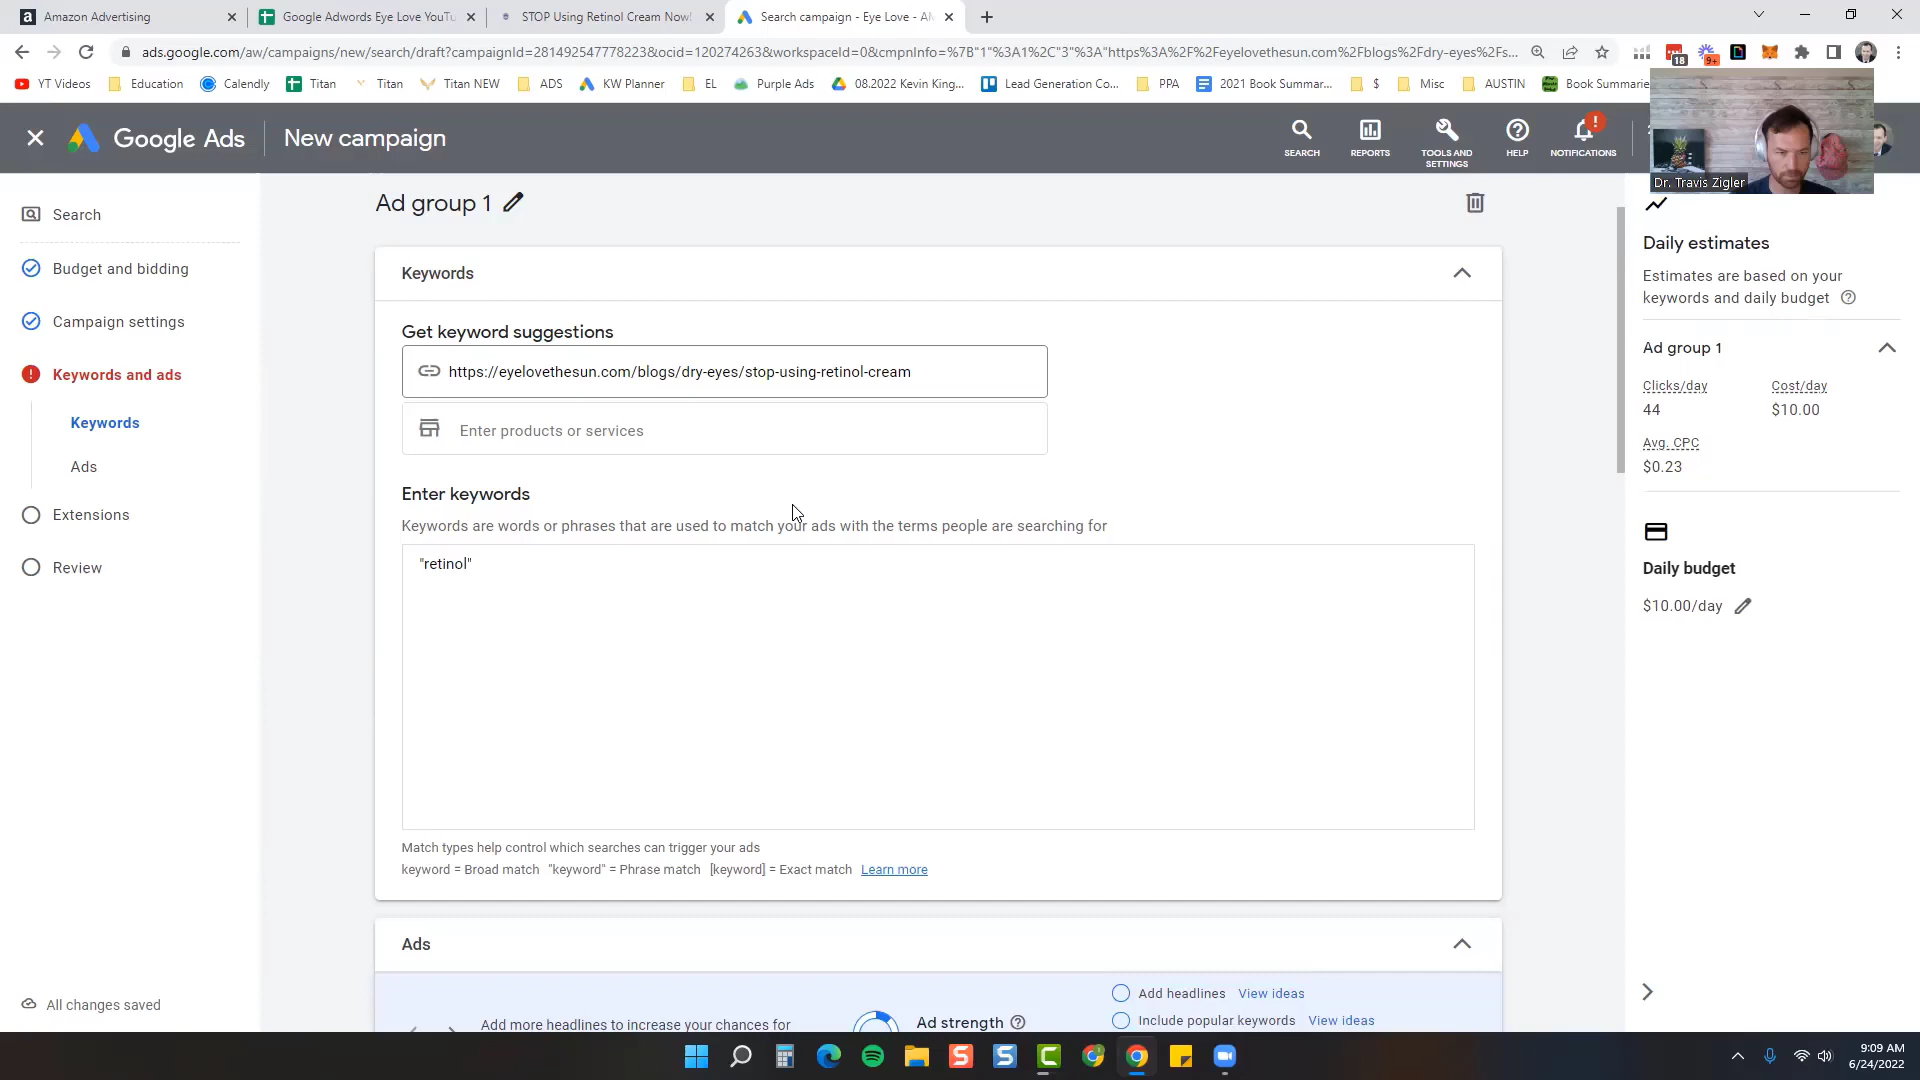 Amazon Advertising
Google Adwords Eye Love YouTu
STOP Using Retinol Cream Now!
Search campaign - Eye Love - A
ads.google.com/aw/campaigns/new/search/draft?campaignId=281492547778223&ocid=120274263&workspaceId=0&cmpnInfo=%7B"1"%3A1%2C"3"%3A"https%3A%2F%2Feyelovethesun.com%2Fblogs%2Fdry-eyes%2Fs...
18
9+
YT Videos
Education
Calendly
Titan
Titan
Titan NEW
ADS
KW Planner
EL
Purple Ads
08.2022 Kevin King...
Lead Generation Co...
PPA
2021 Book Summar...
$
Misc
AUSTIN
Book Summarie
Google Ads
New campaign
SEARCH
REPORTS
TOOLS AND
SETTINGS
HELP
NOTIFICATIONS
Dr. Travis Zigler
Search
Budget and bidding
Campaign settings
Keywords and ads
Keywords
Ads
Extensions
Review
All changes saved
Ad group 1
Keywords
Get keyword suggestions
https://eyelovethesun.com/blogs/dry-eyes/stop-using-retinol-cream
Enter products or services
Enter keywords
Keywords are words or phrases that are used to match your ads with the terms people are searching for
"retinol"
Match types help control which searches can trigger your ads
keyword = Broad match "keyword" = Phrase match [keyword] = Exact match Learn more
Ads
Add more headlines to increase your chances for
Ad strength
Add headlines View ideas
Include popular keywords View ideas
Daily estimates
Estimates are based on your
keywords and daily budget
Ad group 1
Clicks/day Cost/day
44 $10.00
Avg. CPC
$0.23
Daily budget
$10.00/day
9:09 AM
6/24/2022